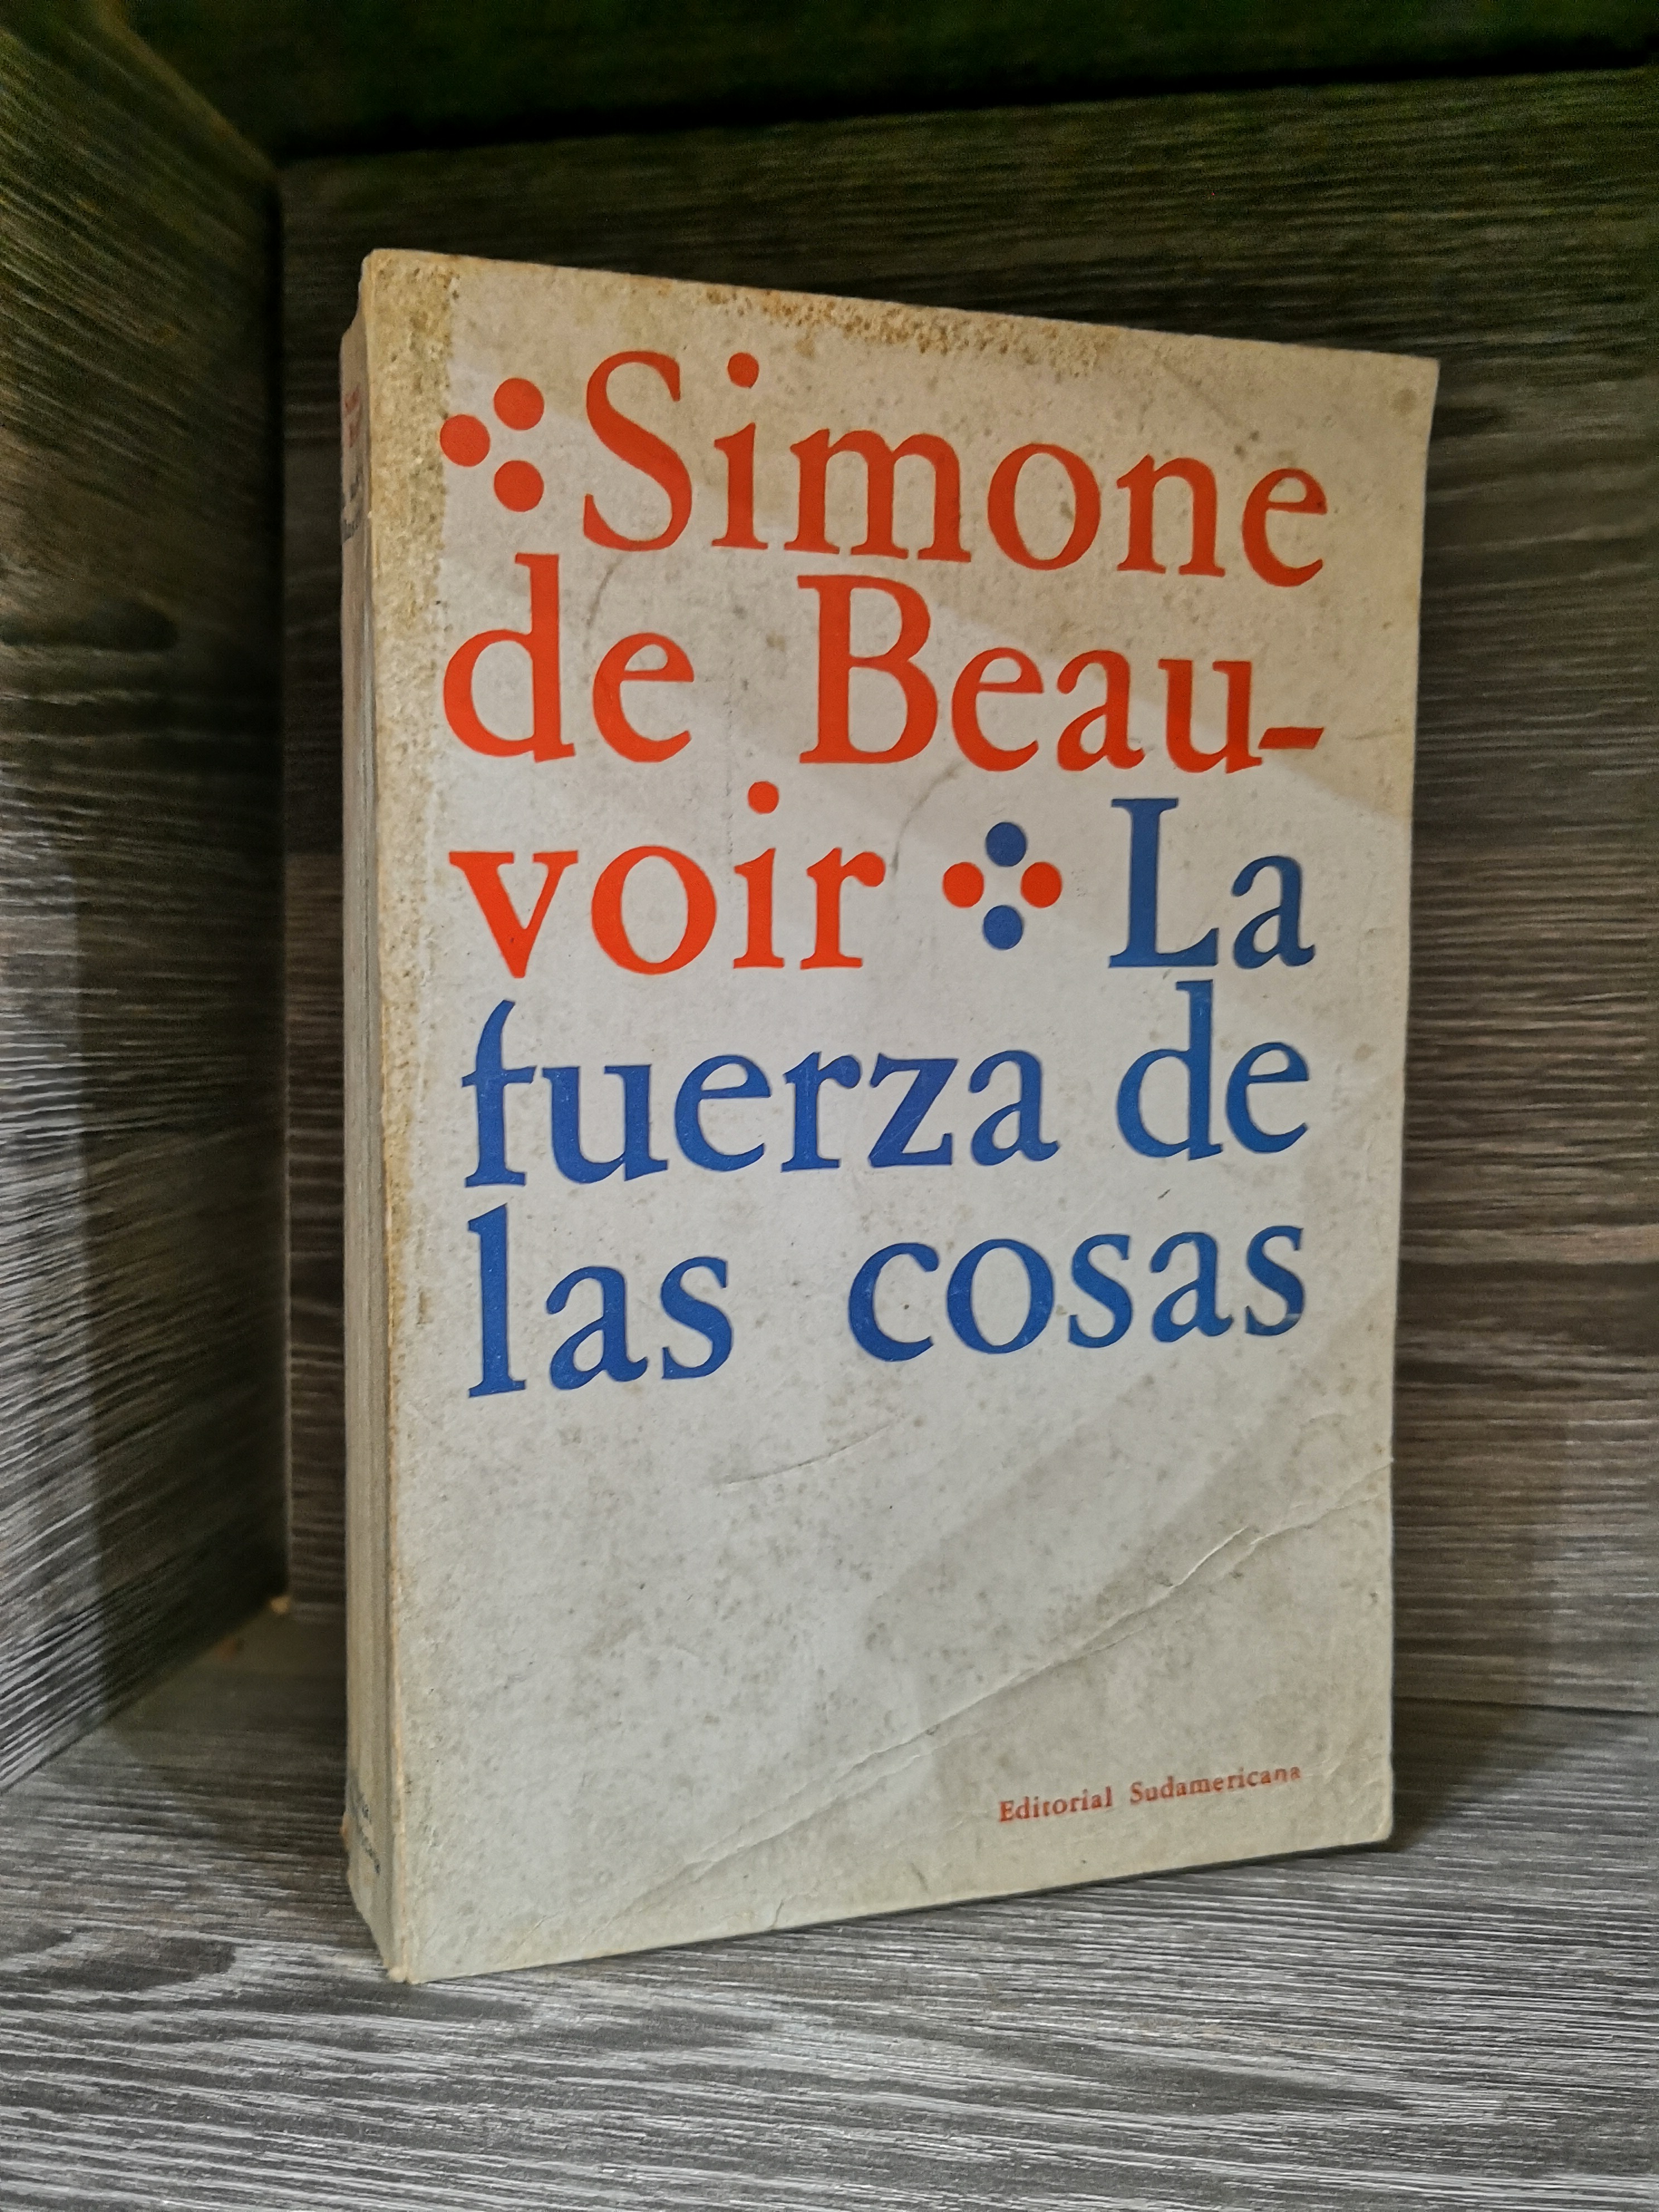 Simone
de Beau-
voir La
fuerza de
las cosas
Editorial Sudamericana